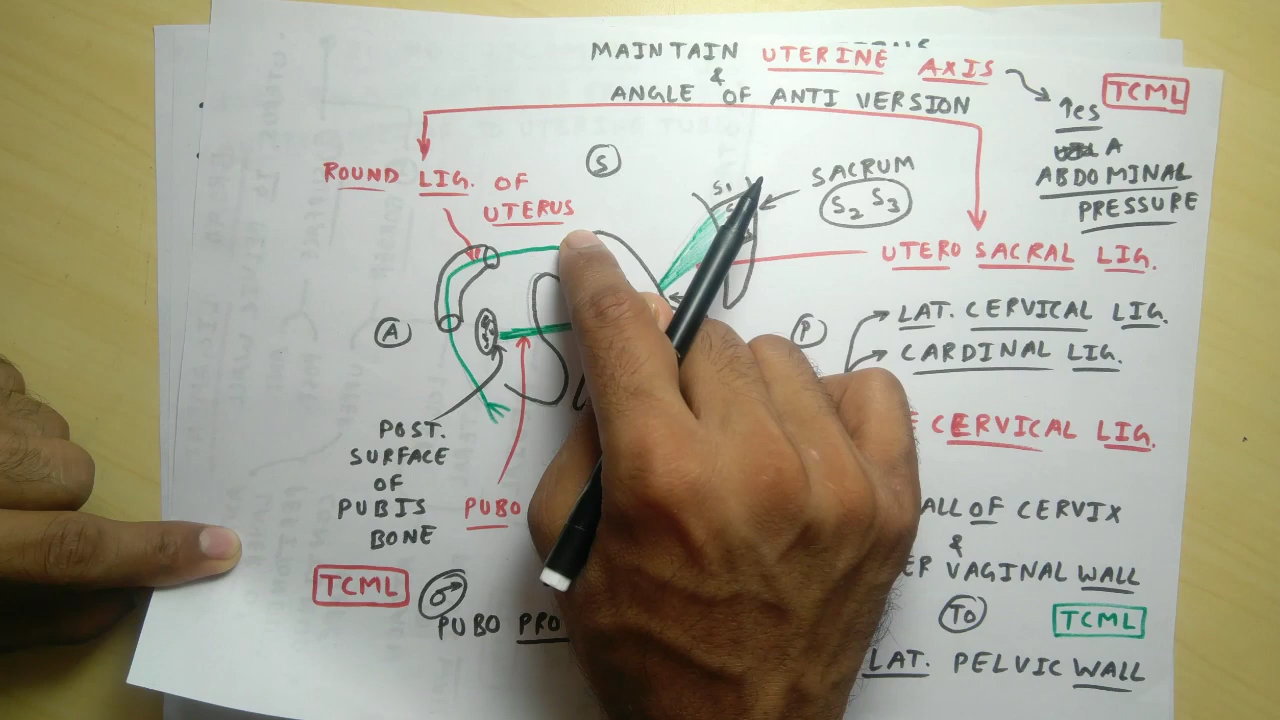 MAINTAIN UTERINE AXIS
&
ANGLE OF ANTI VERSION
TCML
↑ES
A
ABDOMINAL
PRESSURE
ROUND LIG. OF
UTERUS
S
S1
SACRUM
S2 S3
UTERO SACRAL LIG.
A
P
LAT. CERVICAL LIG.
CARDINAL LIG.
CERVICAL LIG.
POST.
SURFACE
OF
PUBIS
BONE
PUBO
ALL OF CERVIX
&
ER VAGINAL WALL
TO
TCML
LAT. PELVIC WALL
TCML
♂
PUBO PRO